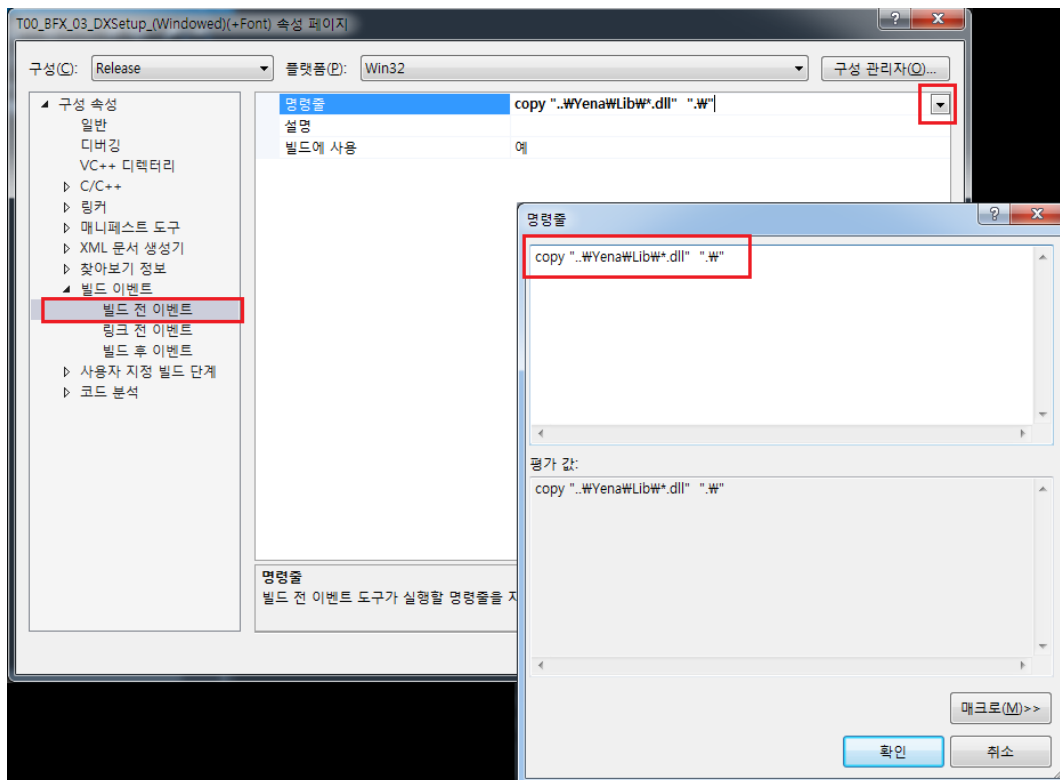 T00_BFX_03_DXSetup_(Windowed)(+Font) 속성 페이지
구성(C): Release 플랫폼(P): Win32 구성 관리자(O)...
구성 속성
일반
디버깅
VC++ 디렉터리
C/C++
링커
매니페스트 도구
XML 문서 생성기
찾아보기 정보
빌드 이벤트
빌드 전 이벤트
링크 전 이벤트
빌드 후 이벤트
사용자 지정 빌드 단계
코드 분석
명령줄 copy "..₩Yena₩Lib₩*.dll" ".₩"
설명
빌드에 사용 예
명령줄
빌드 전 이벤트 도구가 실행할 명령줄을
명령줄
copy "..₩Yena₩Lib₩*.dll" ".₩"
평가 값:
copy "..₩Yena₩Lib₩*.dll" ".₩"
매크로(M)>>
확인 취소